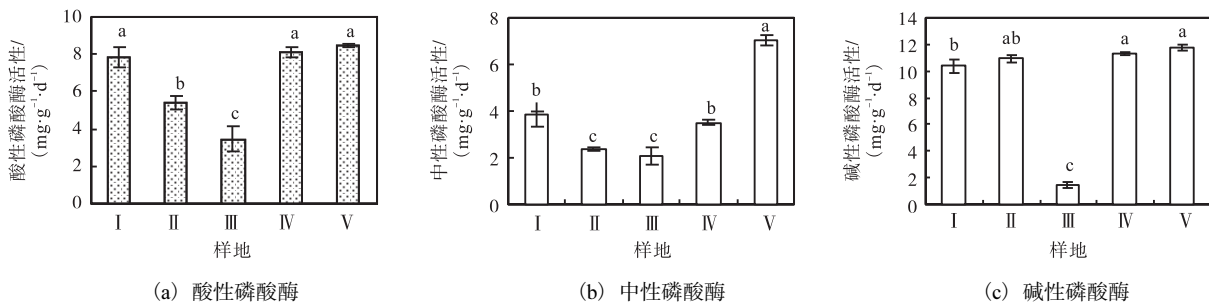 酸性磷酸酶活性/
(mg·g⁻¹·d⁻¹)
10
8
6
4
2
0
a
b
c
a
a
Ⅰ Ⅱ Ⅲ Ⅳ Ⅴ
样地
(a) 酸性磷酸酶
中性磷酸酶活性/
(mg·g⁻¹·d⁻¹)
8
6
4
2
0
b
c
c
b
a
Ⅰ Ⅱ Ⅲ Ⅳ Ⅴ
样地
(b) 中性磷酸酶
碱性磷酸酶活性/
(mg·g⁻¹·d⁻¹)
14
12
10
8
6
4
2
0
b
ab
c
a
a
Ⅰ Ⅱ Ⅲ Ⅳ Ⅴ
样地
(c) 碱性磷酸酶